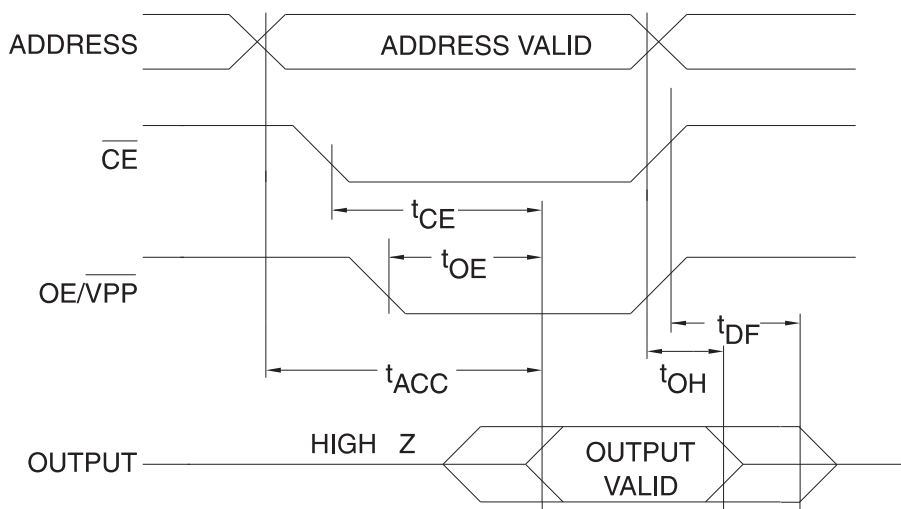 ADDRESS
ADDRESS VALID
CE
tCE
tOE
OE/VPP
tDF
tOH
tACC
HIGH Z
OUTPUT
OUTPUT
VALID